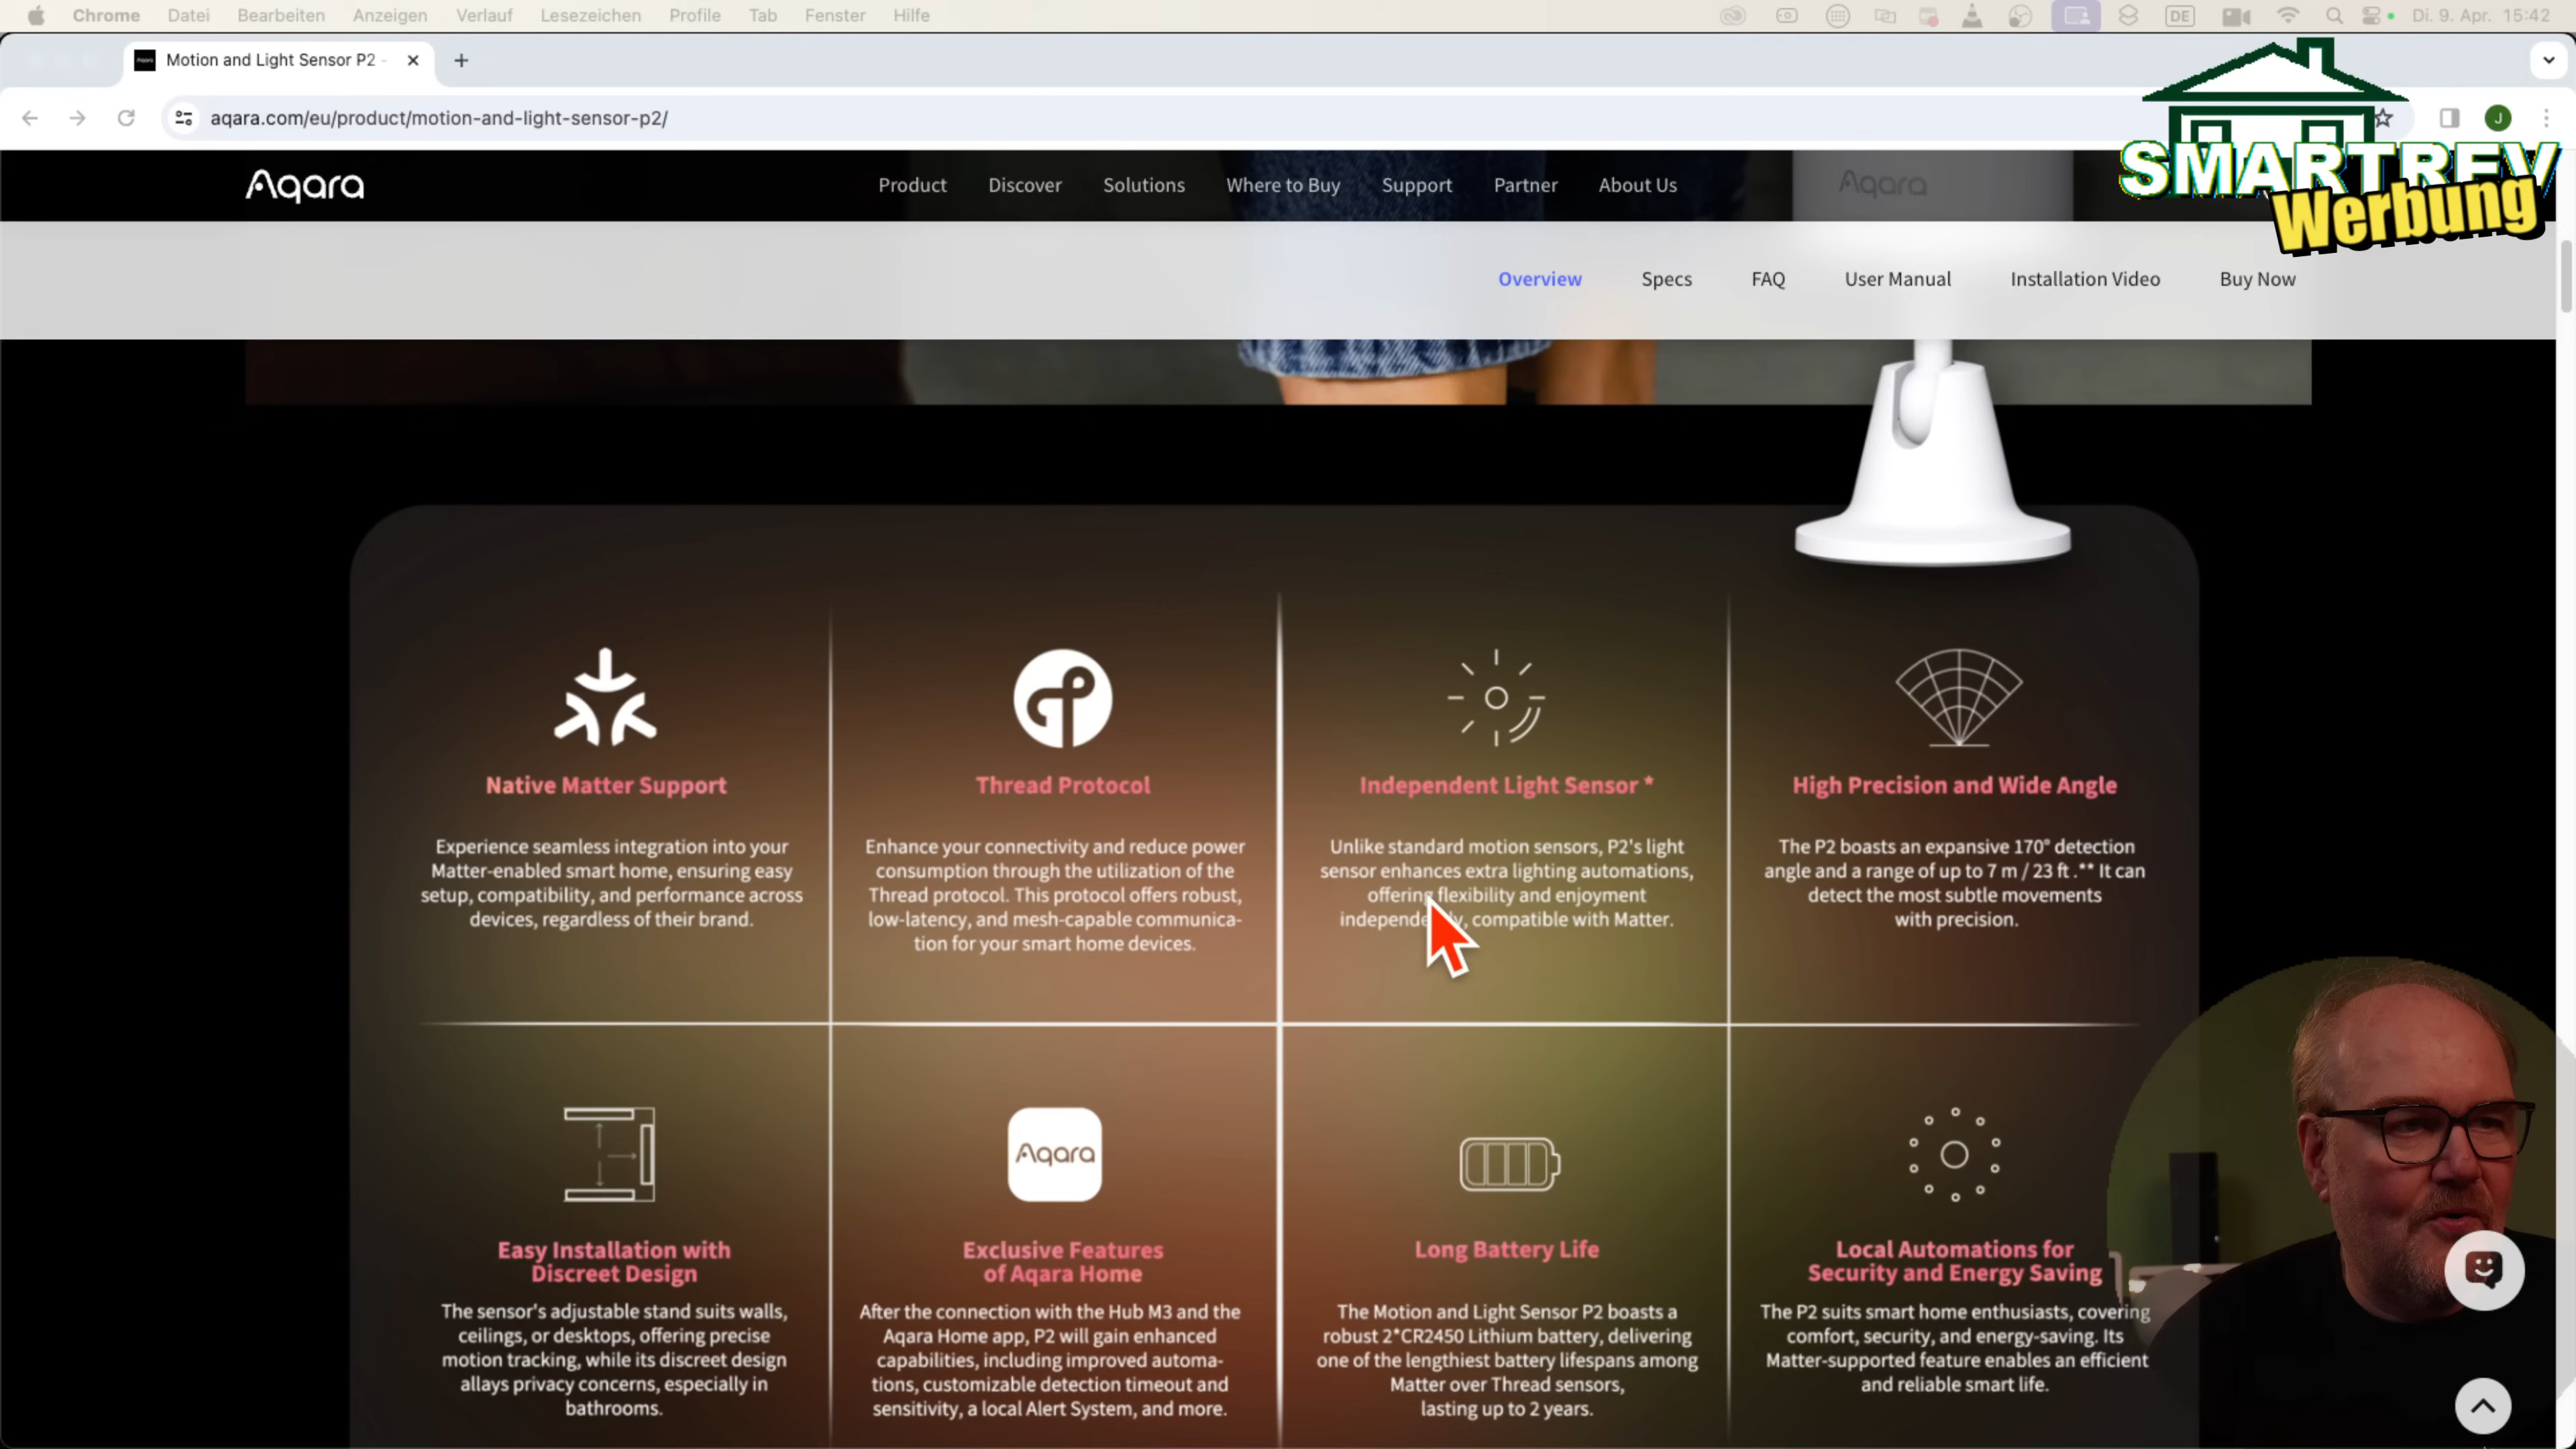 Chrome Datei Bearbeiten Anzeigen Verlauf Lesezeichen Profile Tab Fenster Hilfe DE Di. 9. Apr. 15:42
Motion and Light Sensor P2 -
aqara.com/eu/product/motion-and-light-sensor-p2/
J
SMARTREV
Werbung
Aqara Product Discover Solutions Where to Buy Support Partner About Us
Aqara
Overview Specs FAQ User Manual Installation Video Buy Now
Native Matter Support
Experience seamless integration into your
Matter-enabled smart home, ensuring easy
setup, compatibility, and performance across
devices, regardless of their brand.
Thread Protocol
Enhance your connectivity and reduce power
consumption through the utilization of the
Thread protocol. This protocol offers robust,
low-latency, and mesh-capable communica-
tion for your smart home devices.
Independent Light Sensor *
Unlike standard motion sensors, P2's light
sensor enhances extra lighting automations,
offering flexibility and enjoyment
independently, compatible with Matter.
High Precision and Wide Angle
The P2 boasts an expansive 170° detection
angle and a range of up to 7 m / 23 ft .** It can
detect the most subtle movements
with precision.
Easy Installation with
Discreet Design
The sensor's adjustable stand suits walls,
ceilings, or desktops, offering precise
motion tracking, while its discreet design
allays privacy concerns, especially in
bathrooms.
Aqara
Exclusive Features
of Aqara Home
After the connection with the Hub M3 and the
Aqara Home app, P2 will gain enhanced
capabilities, including improved automa-
tions, customizable detection timeout and
sensitivity, a local Alert System, and more.
Long Battery Life
The Motion and Light Sensor P2 boasts a
robust 2*CR2450 Lithium battery, delivering
one of the lengthiest battery lifespans among
Matter over Thread sensors,
lasting up to 2 years.
Local Automations for
Security and Energy Saving
The P2 suits smart home enthusiasts, covering
comfort, security, and energy-saving. Its
Matter-supported feature enables an efficient
and reliable smart life.